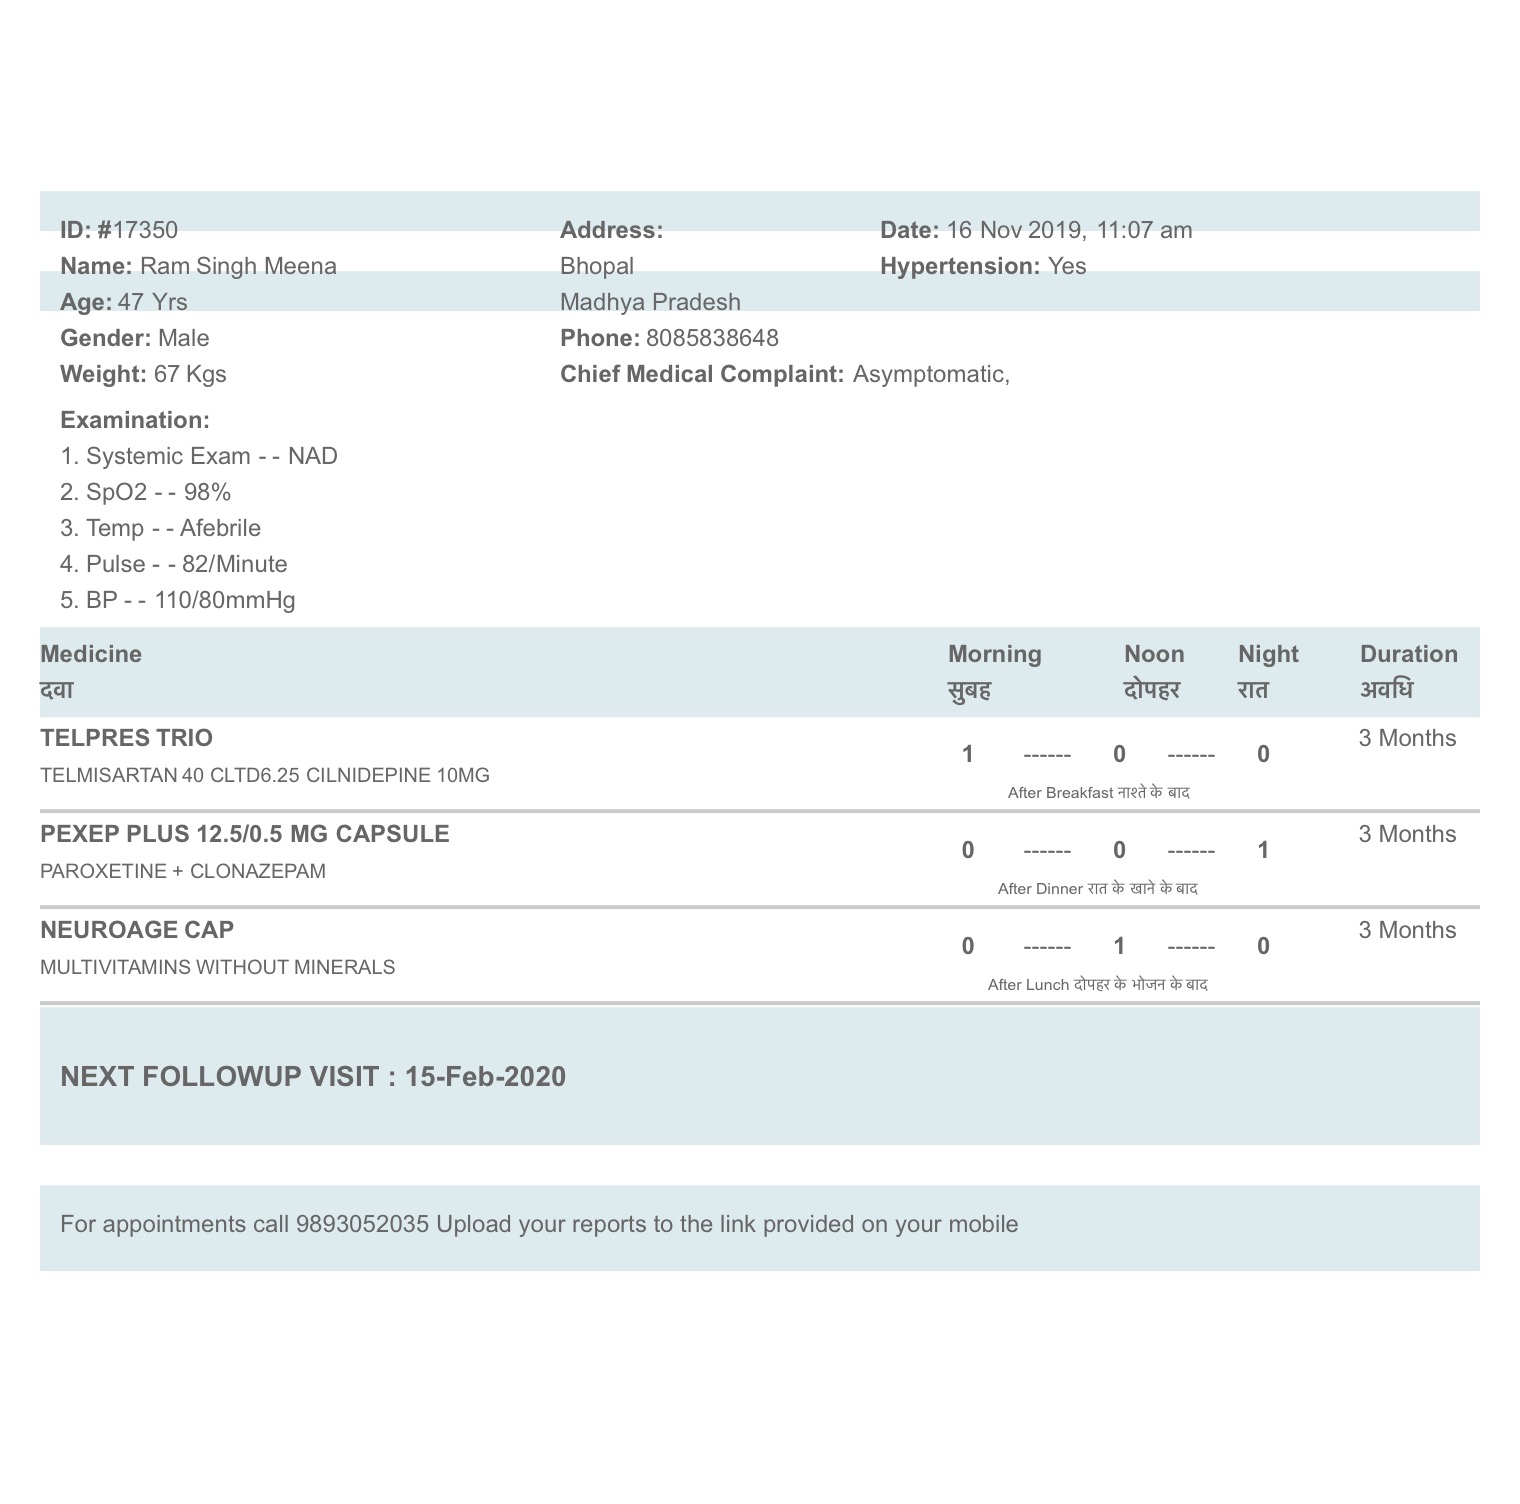 ID: #17350 Address: Date: 16 Nov 2019, 11:07 am
Name: Ram Singh Meena Bhopal Hypertension: Yes
Age: 47 Yrs Madhya Pradesh
Gender: Male Phone: 8085838648
Weight: 67 Kgs Chief Medical Complaint: Asymptomatic,
Examination:
1. Systemic Exam - - NAD
2. SpO2 - - 98%
3. Temp - - Afebrile
4. Pulse - - 82/Minute
5. BP - - 110/80mmHg
Medicine Morning Noon Night Duration
दवा सुबह दोपहर रात अवधि
TELPRES TRIO 3 Months
1 ------ 0 ------ 0
TELMISARTAN 40 CLTD6.25 CILNIDEPINE 10MG
After Breakfast नाश्ते के बाद
PEXEP PLUS 12.5/0.5 MG CAPSULE 3 Months
0 ------ 0 ------ 1
PAROXETINE + CLONAZEPAM
After Dinner रात के खाने के बाद
NEUROAGE CAP 3 Months
0 ------ 1 ------ 0
MULTIVITAMINS WITHOUT MINERALS
After Lunch दोपहर के भोजन के बाद
NEXT FOLLOWUP VISIT : 15-Feb-2020
For appointments call 9893052035 Upload your reports to the link provided on your mobile